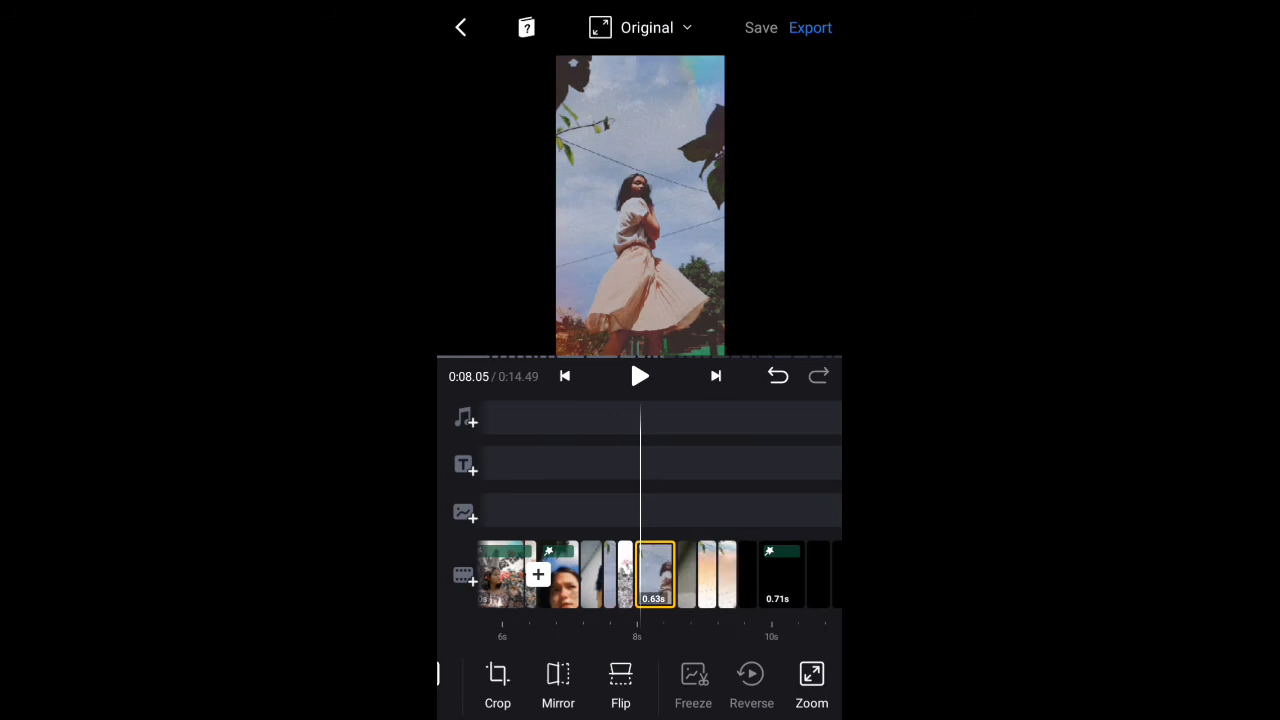 ?
Original
Save
Export
0:08.05 / 0:14.49
T
0.63s
0.71s
6s
8s
10s
Crop
Mirror
Flip
Freeze
Reverse
Zoom